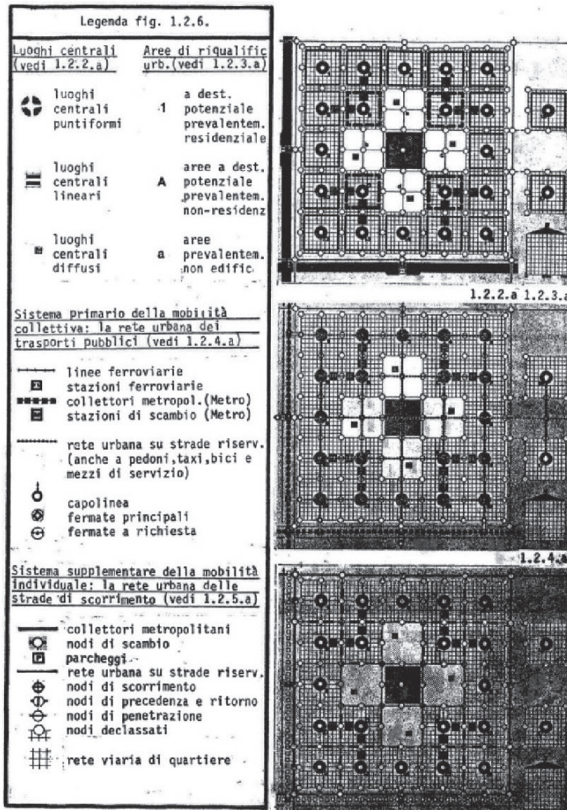 Legenda fig. 1.2.6.
Luoghi centrali
(vedi 1.2.2.a)
luoghi
centrali
puntiformi
luoghi
centrali
lineari
luoghi
centrali
diffusi
Aree di riqualific
urb.(vedi 1.2.3.a)
1
a dest.
potenziale
prevalentem.
residenziale
A
aree a dest.
potenziale
prevalentem.
non-residenz
a
aree
prevalentem.
non edific.
Sistema primario della mobilità
collettiva: la rete urbana dei
trasporti pubblici (vedi 1.2.4.a)
linee ferroviarie
stazioni ferroviarie
collettori metropol.(Metro)
stazioni di scambio (Metro)
rete urbana su strade riserv.
(anche a pedoni,taxi,bici e
mezzi di servizio)
capolinea
fermate principali
fermate a richiesta
Sistema supplementare della mobilità
individuale: la rete urbana delle
strade di scorrimento (vedi 1.2.5.a)
collettori metropolitani
nodi di scambio
P parcheggi
rete urbana su strade riserv.
nodi di scorrimento
nodi di precedenza e ritorno
nodi di penetrazione
nodi declassati
rete viaria di quartiere
1.2.2.a 1.2.3.a
1.2.4.a